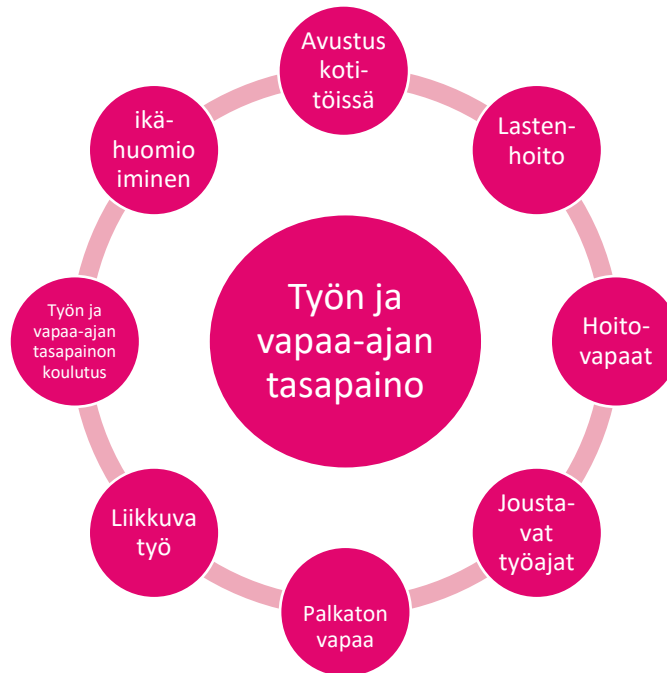 Avustus
koti-
töissä
Lasten-
hoito
Hoito-
vapaat
Jousta-
vat
työajat
Palkaton
vapaa
Liikkuva
työ
Työn ja
vapaa-ajan
tasapainon
koulutus
ikä-
huomio
iminen
Työn ja
vapaa-ajan
tasapaino